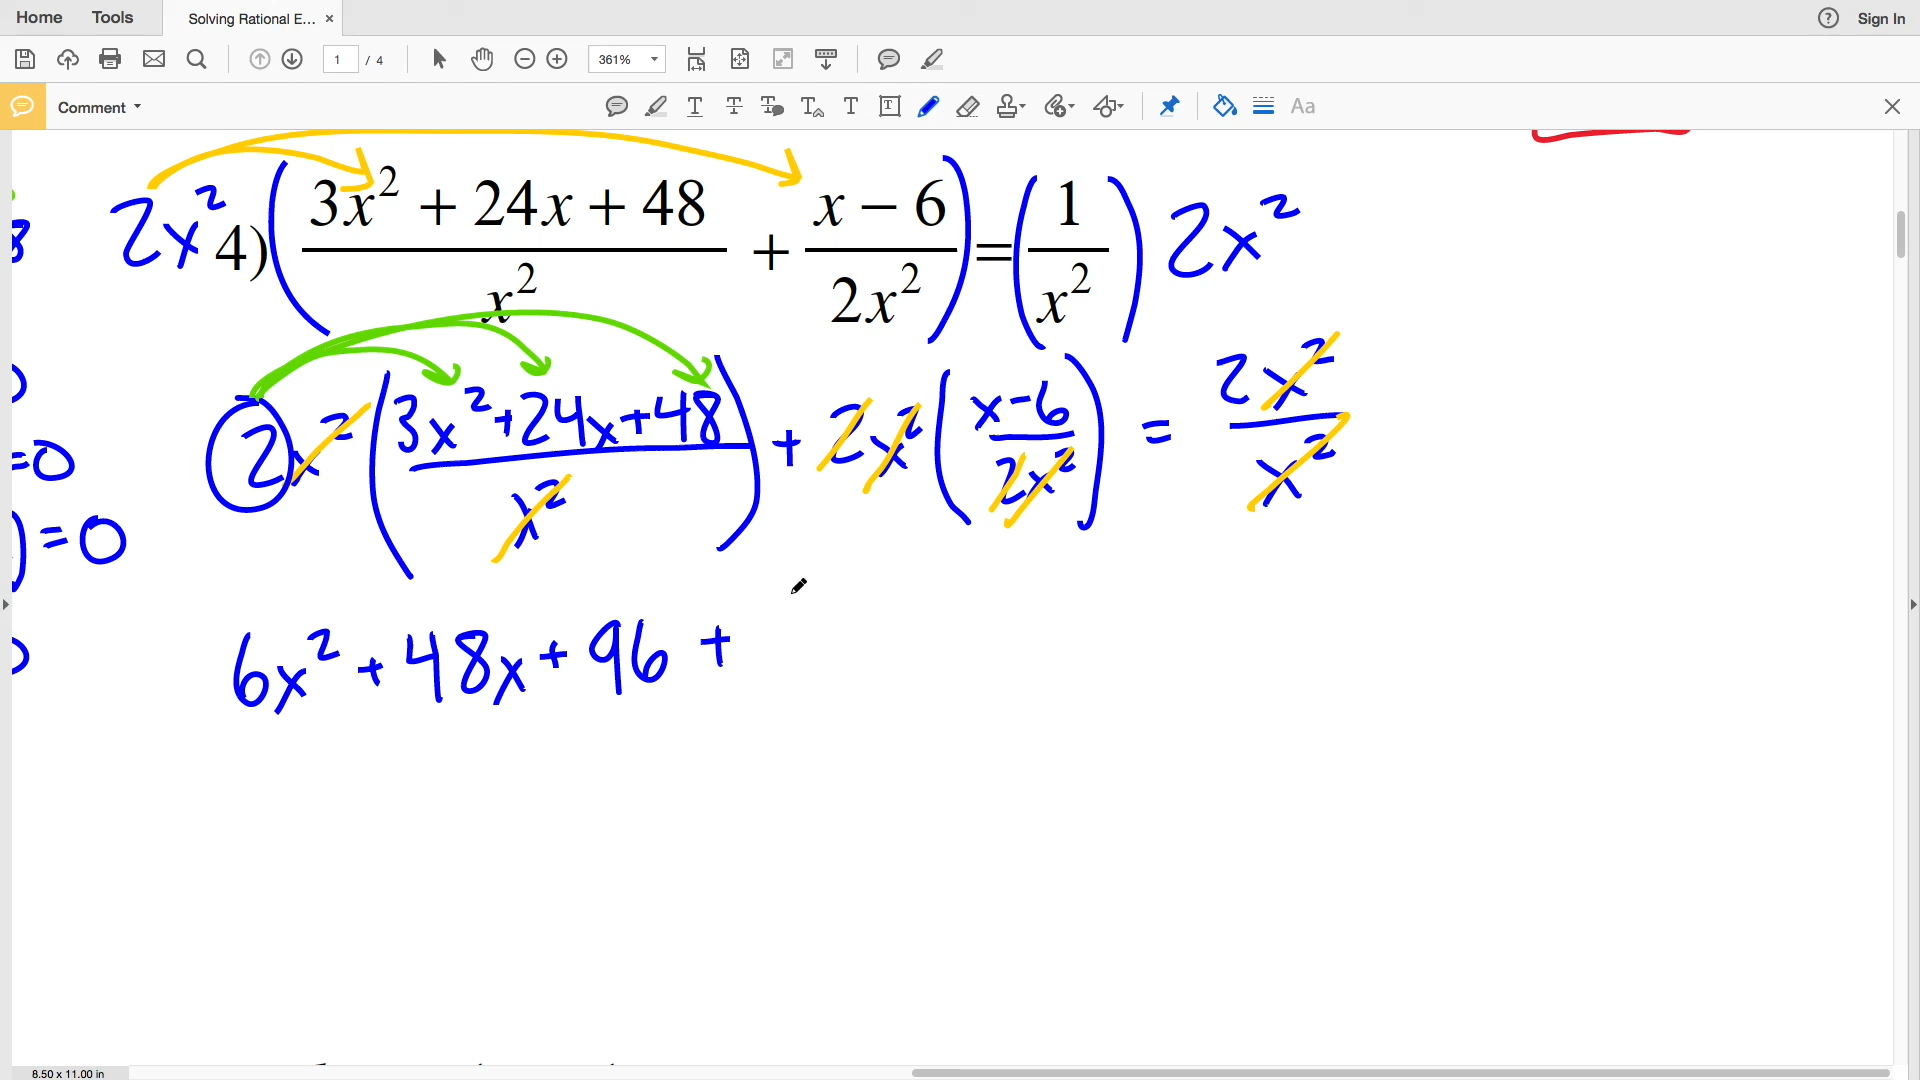 Home Tools Solving Rational E... × Sign In
1 / 4 361%
Comment Aa
2x² 4) ( (3x² + 24x + 48)/x² + (x − 6)/(2x²) ) = ( 1/x² ) 2x²
2x² ( (3x² + 24x + 48)/x² ) + 2x² ( (x-6)/(2x²) ) = 2x²/x²
=0
) = 0
6x² + 48x + 96 +
8.50 x 11.00 in